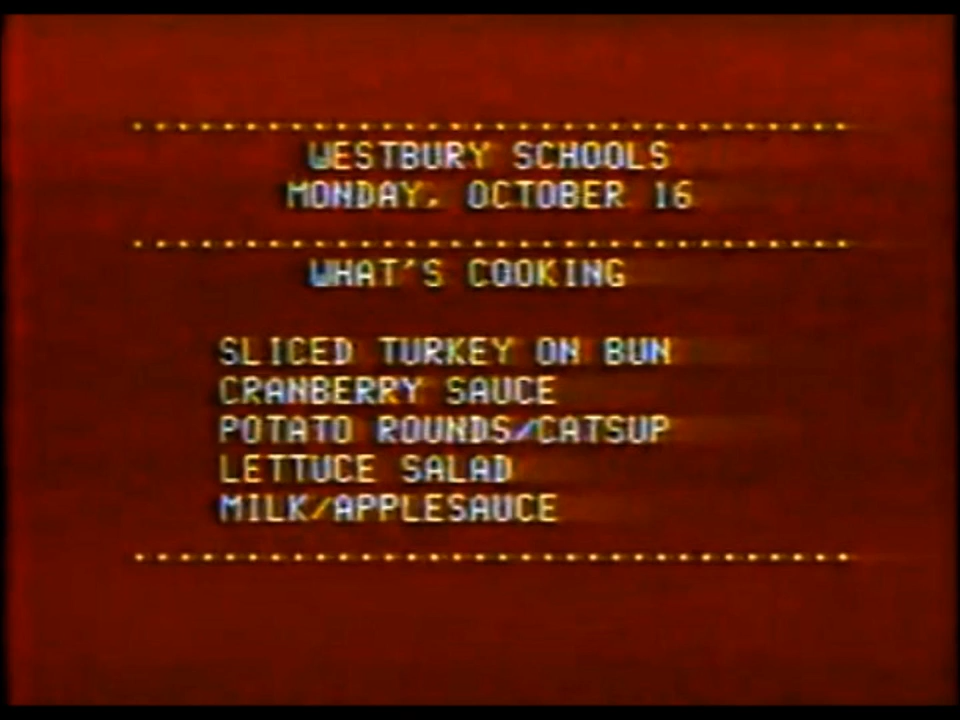 WESTBURY SCHOOLS
MONDAY, OCTOBER 16
WHAT'S COOKING
SLICED TURKEY ON BUN
CRANBERRY SAUCE
POTATO ROUNDS/CATSUP
LETTUCE SALAD
MILK/APPLESAUCE